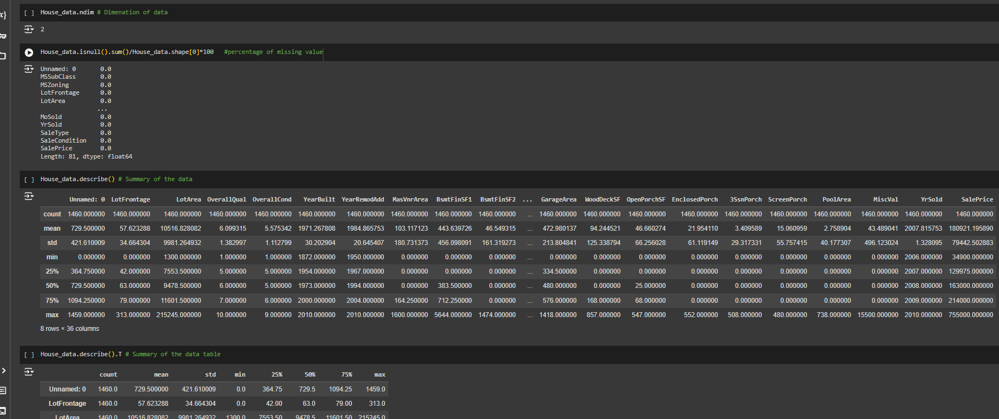 [ ] House_data.ndim # Dimenation of data
x}
2
House_data.isnull().sum()/House_data.shape[0]*100 #percentage of missing value
Unnamed: 0 0.0
MSSubClass 0.0
MSZoning 0.0
LotFrontage 0.0
LotArea 0.0
...
MoSold 0.0
YrSold 0.0
SaleType 0.0
SaleCondition 0.0
SalePrice 0.0
Length: 81, dtype: float64
[ ] House_data.describe() # Summary of the data
Unnamed: 0 LotFrontage LotArea OverallQual OverallCond YearBuilt YearRemodAdd MasVnrArea BsmtFinSF1 BsmtFinSF2 ... GarageArea WoodDeckSF OpenPorchSF EnclosedPorch 3SsnPorch ScreenPorch PoolArea MiscVal YrSold SalePrice
count 1460.000000 1460.000000 1460.000000 1460.000000 1460.000000 1460.000000 1460.000000 1460.000000 1460.000000 1460.000000 ... 1460.000000 1460.000000 1460.000000 1460.000000 1460.000000 1460.000000 1460.000000 1460.000000 1460.000000 1460.000000
mean 729.500000 57.623288 10516.828082 6.099315 5.575342 1971.267808 1984.865753 103.117123 443.639726 46.549315 ... 472.980137 94.244521 46.660274 21.954110 3.409589 15.060959 2.758904 43.489041 2007.815753 180921.195890
std 421.610009 34.664304 9981.264932 1.382997 1.112799 30.202904 20.645407 180.731373 456.098091 161.319273 ... 213.804841 125.338794 66.256028 61.119149 29.317331 55.757415 40.177307 496.123024 1.328095 79442.502883
min 0.000000 0.000000 1300.000000 1.000000 1.000000 1872.000000 1950.000000 0.000000 0.000000 0.000000 ... 0.000000 0.000000 0.000000 0.000000 0.000000 0.000000 0.000000 0.000000 2006.000000 34900.000000
25% 364.750000 42.000000 7553.500000 5.000000 5.000000 1954.000000 1967.000000 0.000000 0.000000 0.000000 ... 334.500000 0.000000 0.000000 0.000000 0.000000 0.000000 0.000000 0.000000 2007.000000 129975.000000
50% 729.500000 63.000000 9478.500000 6.000000 5.000000 1973.000000 1994.000000 0.000000 383.500000 0.000000 ... 480.000000 0.000000 25.000000 0.000000 0.000000 0.000000 0.000000 0.000000 2008.000000 163000.000000
75% 1094.250000 79.000000 11601.500000 7.000000 6.000000 2000.000000 2004.000000 164.250000 712.250000 0.000000 ... 576.000000 168.000000 68.000000 0.000000 0.000000 0.000000 0.000000 0.000000 2009.000000 214000.000000
max 1459.000000 313.000000 215245.000000 10.000000 9.000000 2010.000000 2010.000000 1600.000000 5644.000000 1474.000000 ... 1418.000000 857.000000 547.000000 552.000000 508.000000 480.000000 738.000000 15500.000000 2010.000000 755000.000000
8 rows × 36 columns
[ ] House_data.describe().T # Summary of the data table
count mean std min 25% 50% 75% max
Unnamed: 0 1460.0 729.500000 421.610009 0.0 364.75 729.5 1094.25 1459.0
LotFrontage 1460.0 57.623288 34.664304 0.0 42.00 63.0 79.00 313.0
LotArea 1460.0 10516.828082 9981.264932 1300.0 7553.50 9478.5 11601.50 215245.0